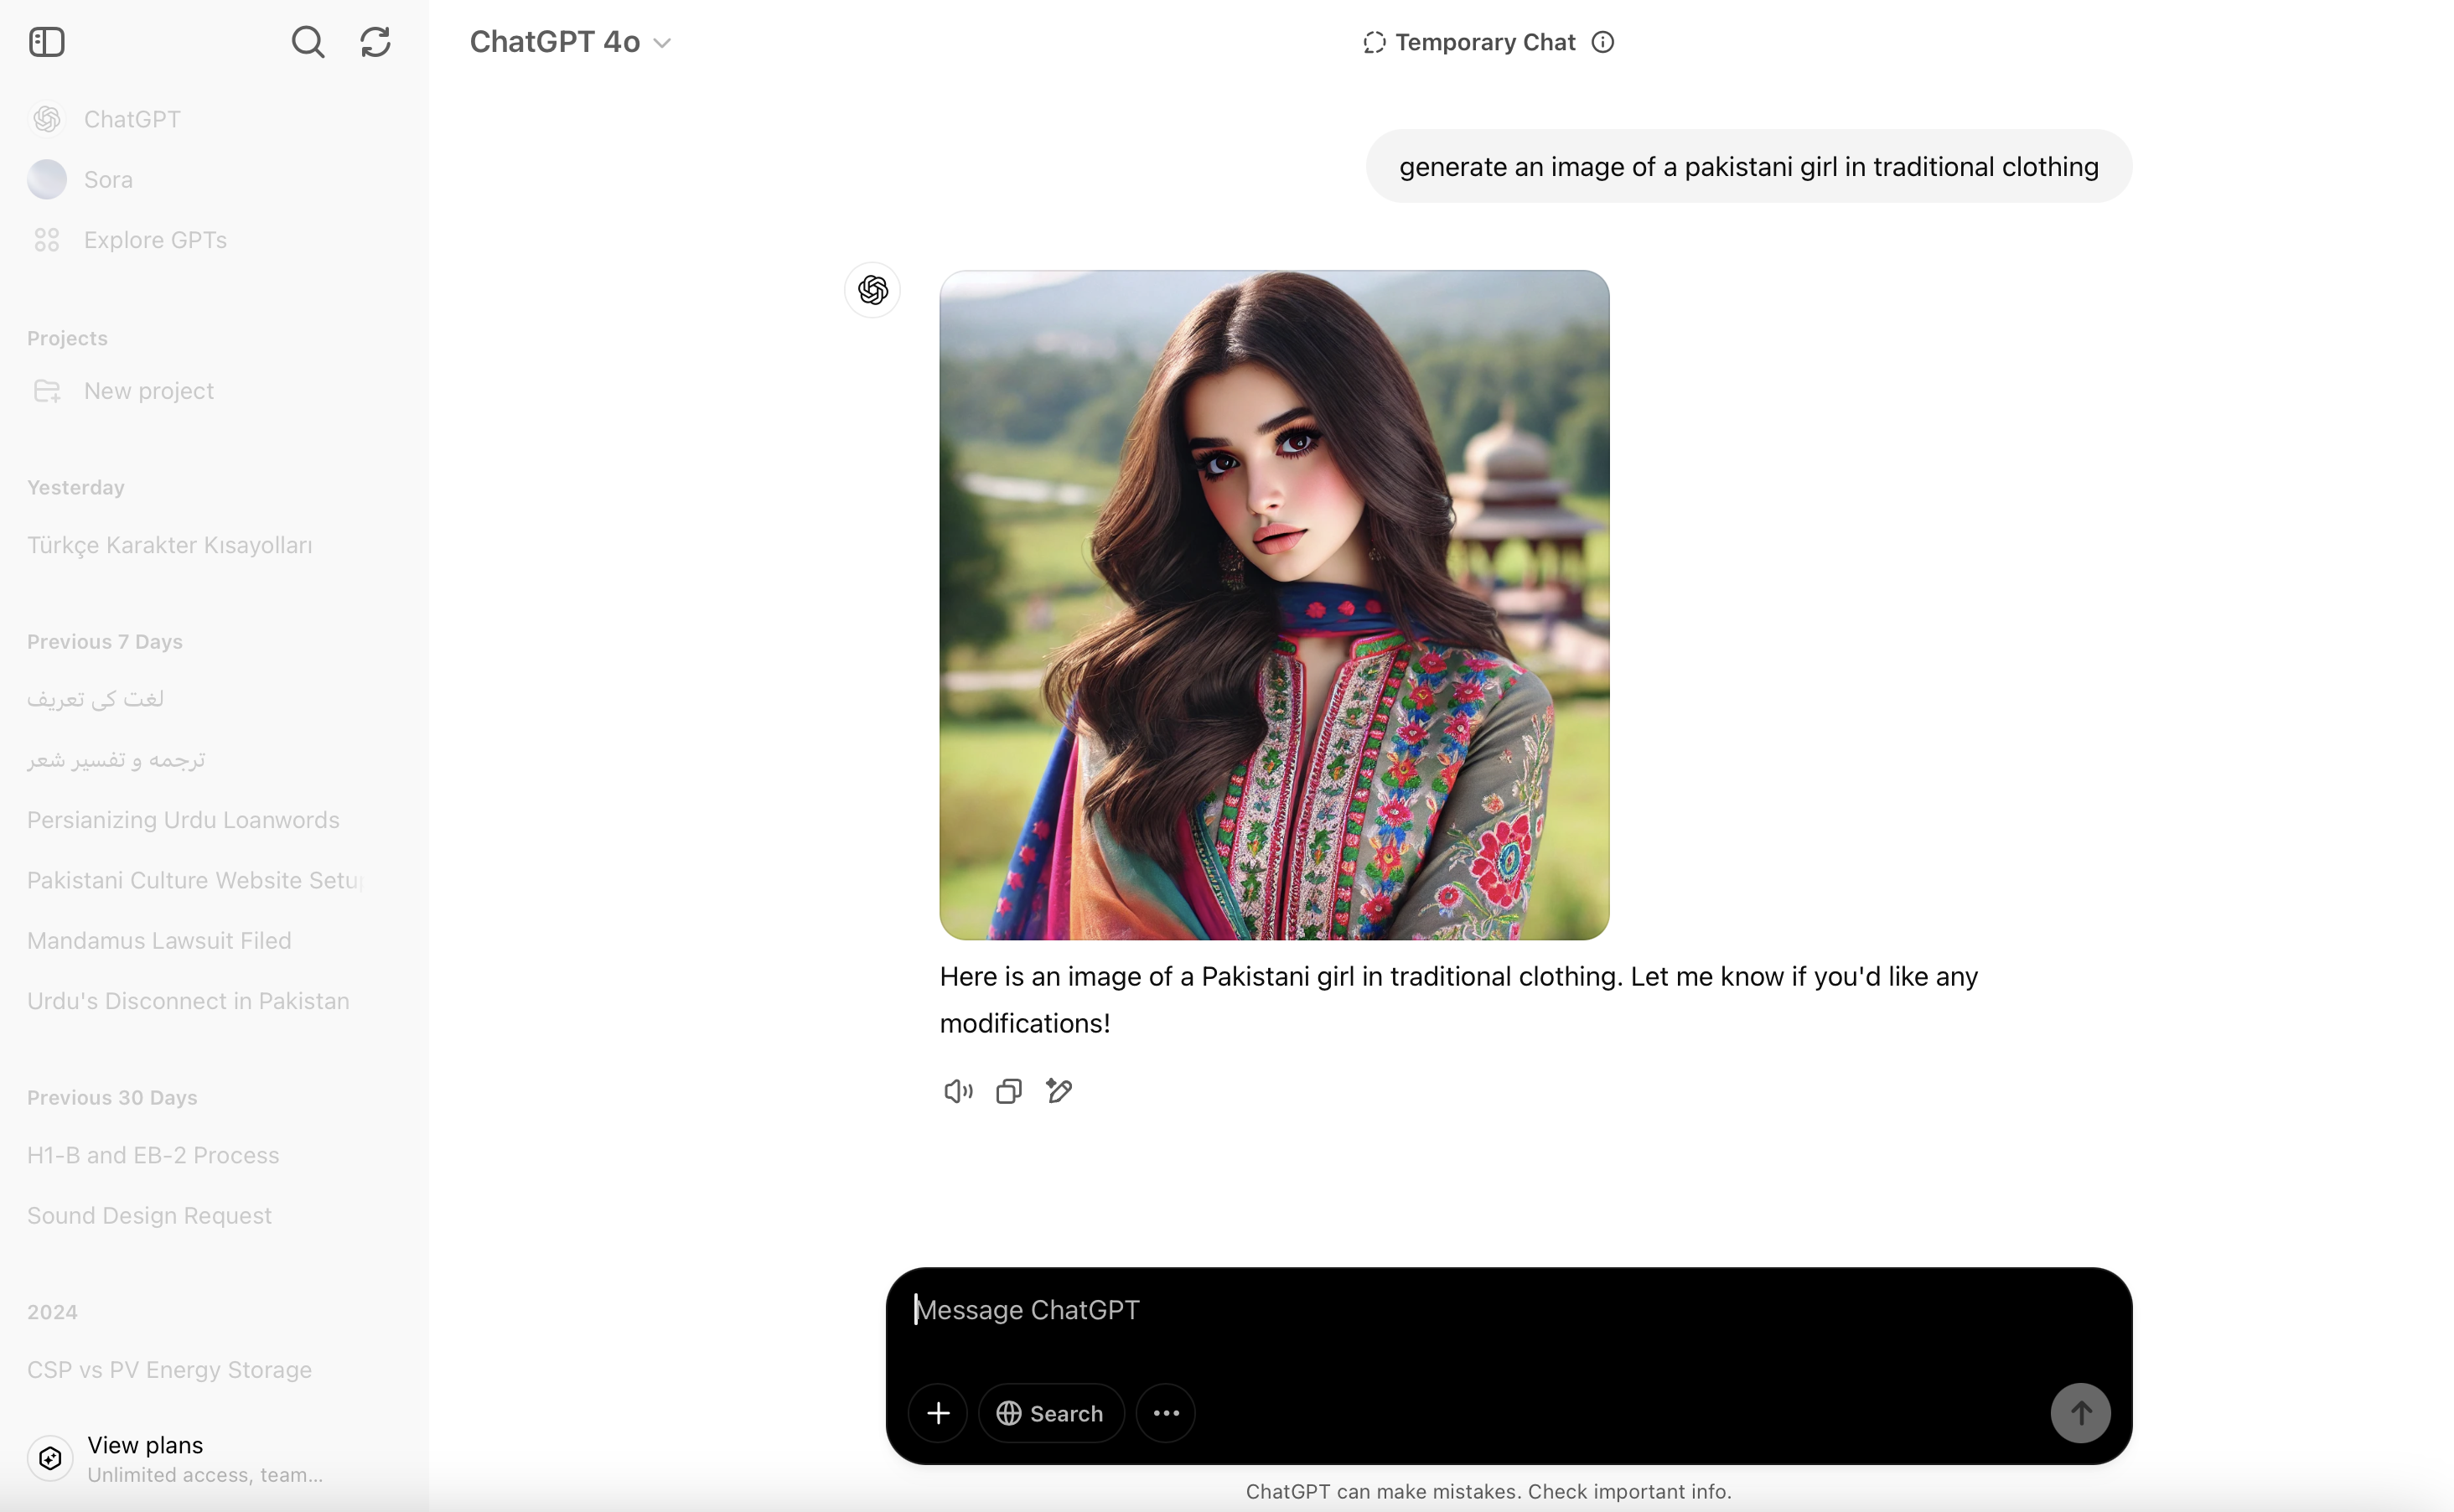 ChatGPT
Sora
Explore GPTs
Projects
New project
Yesterday
Türkçe Karakter Kısayolları
Previous 7 Days
لغت کی تعریف
ترجمه و تفسیر شعر
Persianizing Urdu Loanwords
Pakistani Culture Website Setup
Mandamus Lawsuit Filed
Urdu's Disconnect in Pakistan
Previous 30 Days
H1-B and EB-2 Process
Sound Design Request
2024
CSP vs PV Energy Storage
View plans
Unlimited access, team...
ChatGPT 4o
Temporary Chat
generate an image of a pakistani girl in traditional clothing
Here is an image of a Pakistani girl in traditional clothing. Let me know if you'd like any
modifications!
Message ChatGPT
Search
ChatGPT can make mistakes. Check important info.